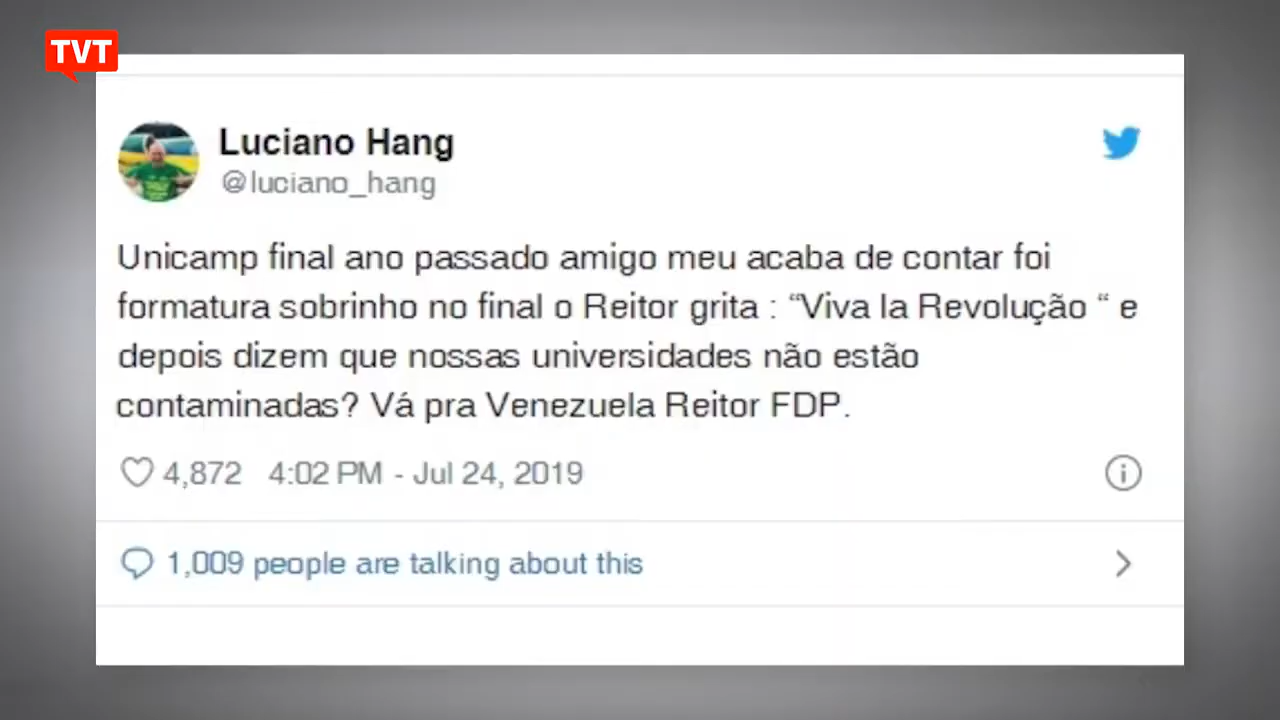 TVT
Luciano Hang
@luciano_hang
Unicamp final ano passado amigo meu acaba de contar foi
formatura sobrinho no final o Reitor grita : “Viva la Revolução “ e
depois dizem que nossas universidades não estão
contaminadas? Vá pra Venezuela Reitor FDP.
4,872 4:02 PM - Jul 24, 2019
1,009 people are talking about this